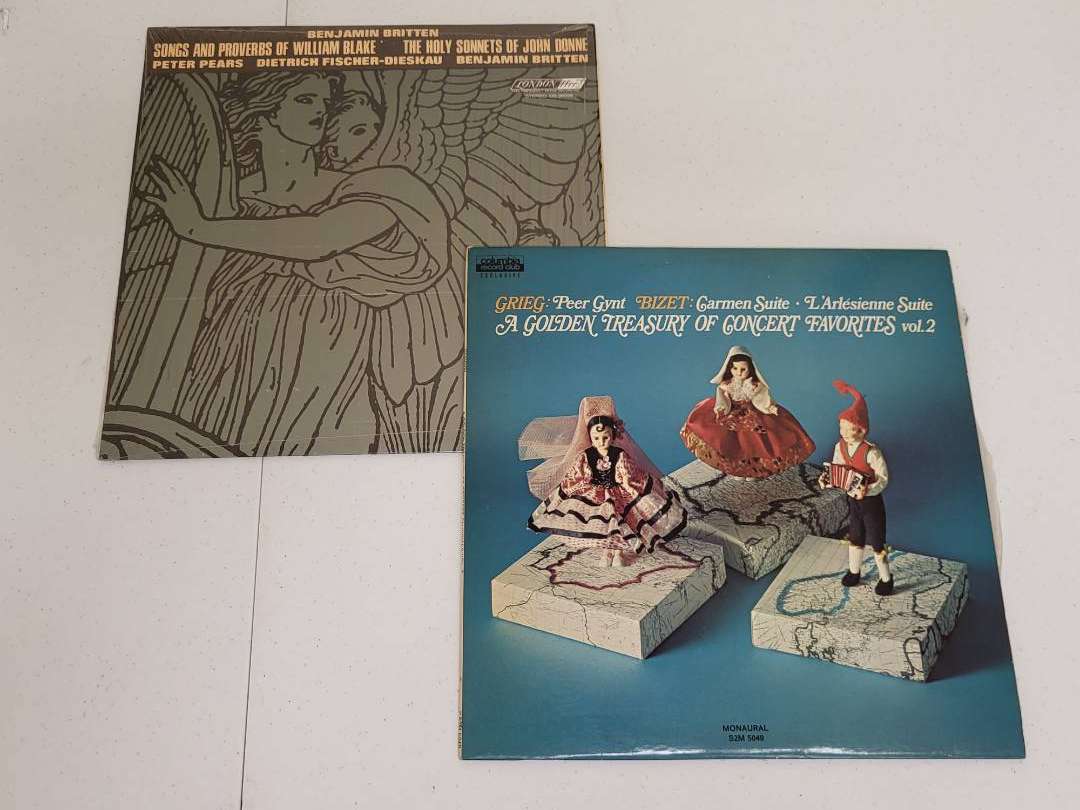 BENJAMIN BRITTEN
SONGS AND PROVERBS OF WILLIAM BLAKE THE HOLY SONNETS OF JOHN DONNE
PETER PEARS DIETRICH FISCHER-DIESKAU BENJAMIN BRITTEN
LONDON ffrr
columbia
record club
EXCLUSIVE
GRIEG: Peer Gynt BIZET: Carmen Suite · L'Arlésienne Suite
A GOLDEN TREASURY OF CONCERT FAVORITES vol.2
MONAURAL
S2M 5049